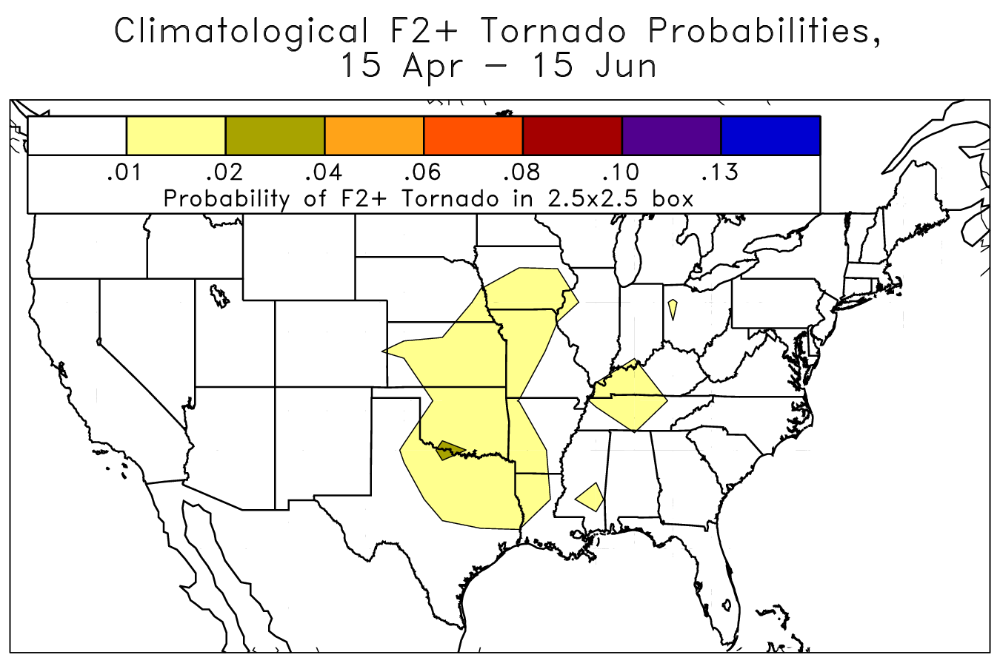 Climatological F2+ Tornado Probabilities,
15 Apr – 15 Jun
.01 .02 .04 .06 .08 .10 .13
Probability of F2+ Tornado in 2.5x2.5 box